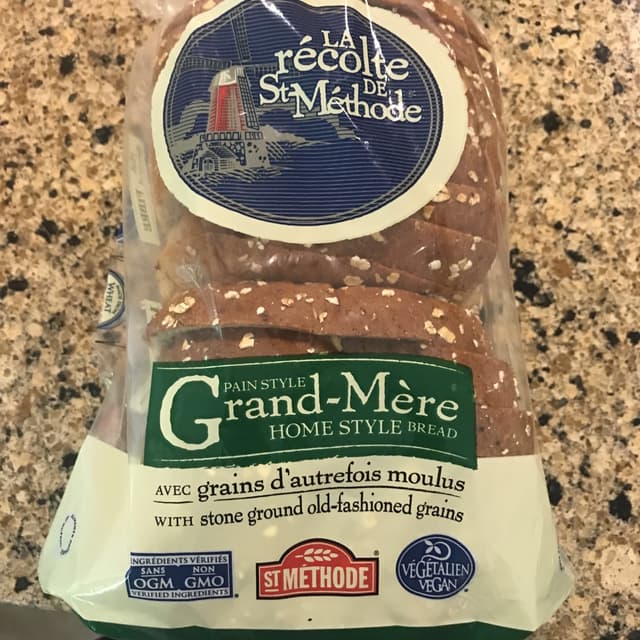 LA
récolte
DE
St-Méthode
WHEAT
PAIN STYLE
Grand-Mère
HOME STYLE BREAD
AVEC grains d'autrefois moulus
WITH stone ground old-fashioned grains
INGRÉDIENTS VÉRIFIÉS
SANS NON
OGM GMO
VERIFIED INGREDIENTS
ST MÉTHODE®
VÉGÉTALIEN
VEGAN